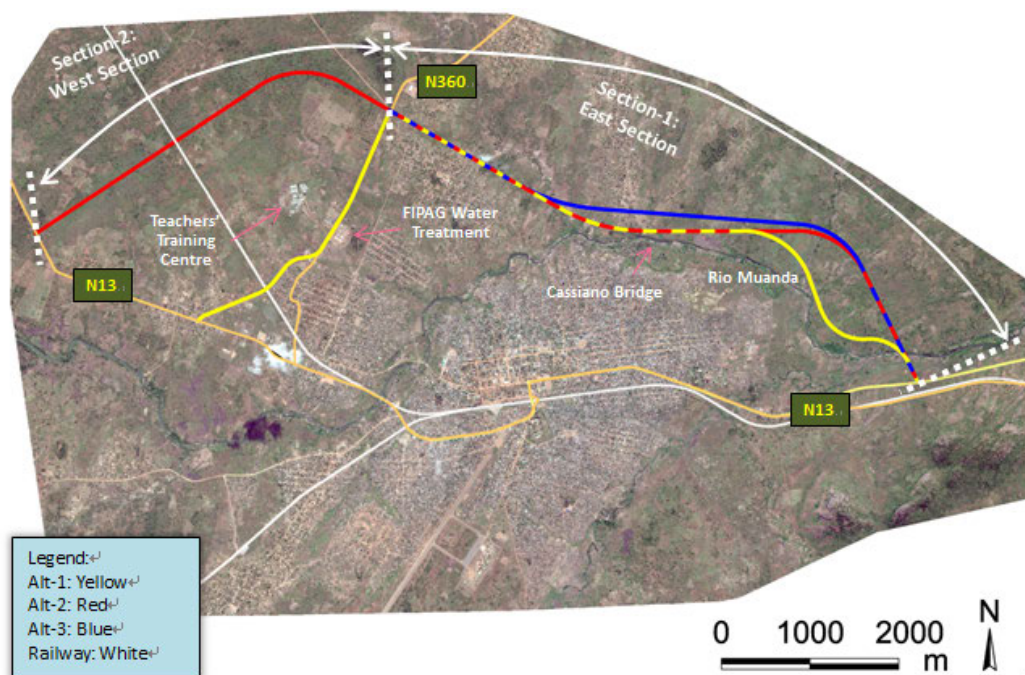 Section-2:
West Section
N360
Section-1:
East Section
Teachers'
Training
Centre
FIPAG Water
Treatment
N13
Cassiano Bridge
Rio Muanda
N13
Legend:↵
Alt-1: Yellow↵
Alt-2: Red↵
Alt-3: Blue↵
Railway: White↵
0 1000 2000
m
N